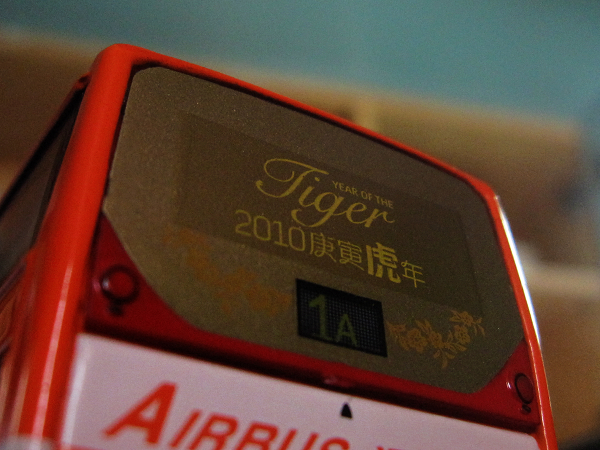 YEAR OF THE
Tiger
2010庚寅虎年
1A
AIRBUS